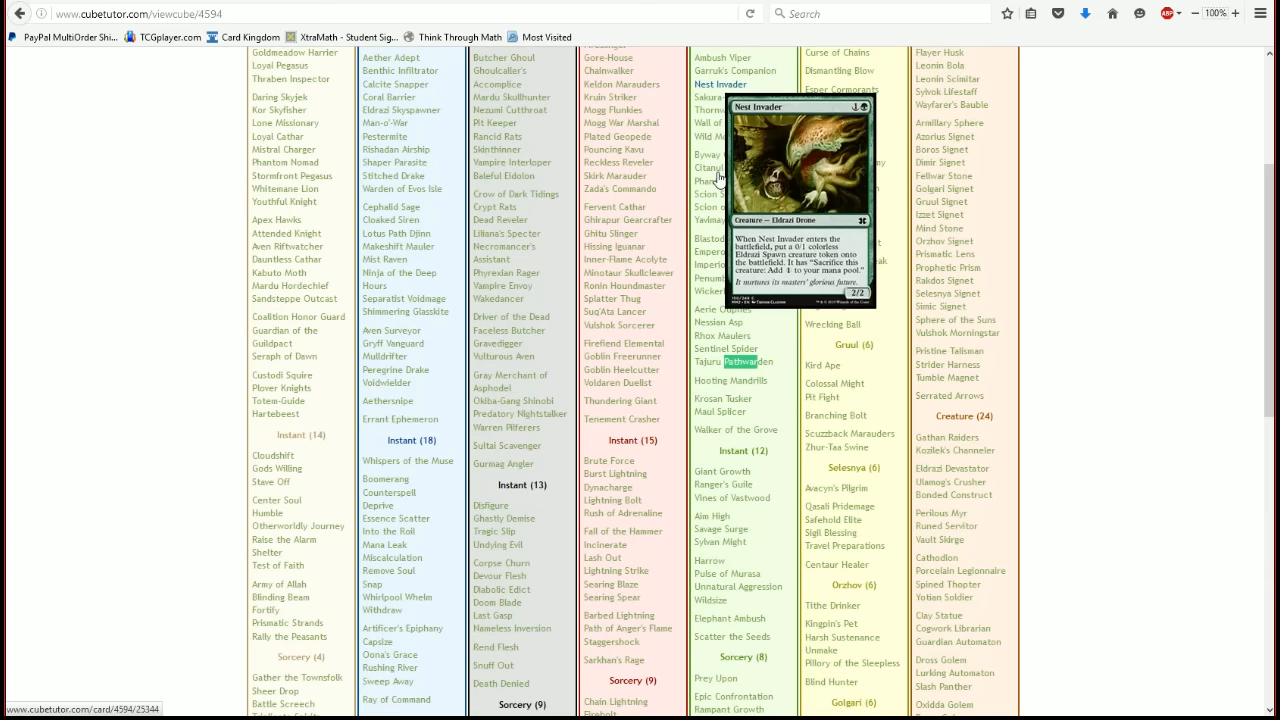 www.cubetutor.com/viewcube/4594
Search
100%
PayPal MultiOrder Shi...
TCGplayer.com
Card Kingdom
XtraMath - Student Sig...
Think Through Math
Most Visited
Goldmeadow Harrier
Loyal Pegasus
Thraben Inspector
Daring Skyjek
Kor Skyfisher
Lone Missionary
Loyal Cathar
Mistral Charger
Phantom Nomad
Stormfront Pegasus
Whitemane Lion
Youthful Knight
Apex Hawks
Attended Knight
Aven Riftwatcher
Dauntless Cathar
Kabuto Moth
Mardu Hordechief
Coalition Honor Guard
Guardian of the
Guildpact
Seraph of Dawn
Custodi Squire
Plover Knights
Totem-Guide
Hartebeest
Instant (14)
Cloudshift
Gods Willing
Stave Off
Center Soul
Humble
Otherworldly Journey
Raise the Alarm
Shelter
Test of Faith
Army of Allah
Blinding Beam
Fortify
Prismatic Strands
Rally the Peasants
Sorcery (4)
Gather the Townsfolk
Sheer Drop
Battle Screech
Aether Adept
Benthic Infiltrator
Calcite Snapper
Coral Barrier
Eldrazi Skyspawner
Man-o'-War
Pestermite
Rishadan Airship
Shaper Parasite
Stitched Drake
Warden of Evos Isle
Cephalid Sage
Cloaked Siren
Lotus Path Djinn
Makeshift Mauler
Mist Raven
Ninja of the Deep
Hours
Separatist Voidmage
Shimmering Glasskite
Aven Surveyor
Gryff Vanguard
Mulldrifter
Peregrine Drake
Voidwielder
Aethersnipe
Errant Ephemeron
Instant (18)
Whispers of the Muse
Boomerang
Counterspell
Deprive
Essence Scatter
Into the Roil
Mana Leak
Miscalculation
Remove Soul
Snap
Whirlpool Whelm
Withdraw
Artificer's Epiphany
Capsize
Oona's Grace
Rushing River
Sweep Away
Ray of Command
Butcher Ghoul
Ghoulcaller's
Accomplice
Mardu Skullhunter
Nezumi Cutthroat
Pit Keeper
Rancid Rats
Skinthinner
Vampire Interloper
Baleful Eidolon
Crow of Dark Tidings
Crypt Rats
Dead Reveler
Liliana's Specter
Necromancer's
Assistant
Phyrexian Rager
Vampire Envoy
Wakedancer
Driver of the Dead
Faceless Butcher
Gravedigger
Vulturous Aven
Gray Merchant of
Asphodel
Okiba-Gang Shinobi
Predatory Nightstalker
Warren Pilferers
Sultai Scavenger
Gurmag Angler
Instant (13)
Disfigure
Ghastly Demise
Tragic Slip
Undying Evil
Corpse Churn
Devour Flesh
Diabolic Edict
Doom Blade
Last Gasp
Nameless Inversion
Rend Flesh
Snuff Out
Death Denied
Sorcery (9)
Gore-House
Chainwalker
Keldon Marauders
Kruin Striker
Mogg Flunkies
Mogg War Marshal
Plated Geopede
Pouncing Kavu
Reckless Reveler
Skirk Marauder
Zada's Commando
Fervent Cathar
Ghirapur Gearcrafter
Ghitu Slinger
Hissing Iguanar
Inner-Flame Acolyte
Minotaur Skullcleaver
Ronin Houndmaster
Splatter Thug
Suq'Ata Lancer
Vulshok Sorcerer
Firefiend Elemental
Goblin Freerunner
Goblin Heelcutter
Voldaren Duelist
Thundering Giant
Tenement Crasher
Instant (15)
Brute Force
Burst Lightning
Dynacharge
Lightning Bolt
Rush of Adrenaline
Fall of the Hammer
Incinerate
Lash Out
Lightning Strike
Searing Blaze
Searing Spear
Barbed Lightning
Path of Anger's Flame
Staggershock
Sarkhan's Rage
Sorcery (9)
Chain Lightning
Firebolt
Ambush Viper
Garruk's Companion
Nest Invader
Sakura-
Thornw
Wall of
Wild M
Byway
Citanul
Phan
Scion
Scion o
Yavima
Blasto
Empero
Imperio
Penum
Wicker
Aerie Ouphes
Nessian Asp
Rhox Maulers
Sentinel Spider
Tajuru Pathwarden
Hooting Mandrills
Krosan Tusker
Maul Splicer
Walker of the Grove
Instant (12)
Giant Growth
Ranger's Guile
Vines of Vastwood
Aim High
Savage Surge
Sylvan Might
Harrow
Pulse of Murasa
Unnatural Aggression
Wildsize
Elephant Ambush
Scatter the Seeds
Sorcery (8)
Prey Upon
Epic Confrontation
Rampant Growth
Nest Invader
1
Creature — Eldrazi Drone
When Nest Invader enters the
battlefield, put a 0/1 colorless
Eldrazi Spawn creature token onto
the battlefield. It has “Sacrifice this
creature: Add 1 to your mana pool.”
It nurtures its masters' glorious future.
2/2
Curse of Chains
Dismantling Blow
Esper Cormorants
my
t
eak
Wrecking Ball
Gruul (6)
Kird Ape
Colossal Might
Pit Fight
Branching Bolt
Scuzzback Marauders
Zhur-Taa Swine
Selesnya (6)
Avacyn's Pilgrim
Qasali Pridemage
Safehold Elite
Sigil Blessing
Travel Preparations
Centaur Healer
Orzhov (6)
Tithe Drinker
Kingpin's Pet
Harsh Sustenance
Unmake
Pillory of the Sleepless
Blind Hunter
Golgari (6)
Flayer Husk
Leonin Bola
Leonin Scimitar
Sylvok Lifestaff
Wayfarer's Bauble
Armillary Sphere
Azorius Signet
Boros Signet
Dimir Signet
Fellwar Stone
Golgari Signet
Gruul Signet
Izzet Signet
Mind Stone
Orzhov Signet
Prismatic Lens
Prophetic Prism
Rakdos Signet
Selesnya Signet
Simic Signet
Sphere of the Suns
Vulshok Morningstar
Pristine Talisman
Strider Harness
Tumble Magnet
Serrated Arrows
Creature (24)
Gathan Raiders
Kozilek's Channeler
Eldrazi Devastator
Ulamog's Crusher
Bonded Construct
Perilous Myr
Runed Servitor
Vault Skirge
Cathodion
Porcelain Legionnaire
Spined Thopter
Yotian Soldier
Clay Statue
Cogwork Librarian
Guardian Automaton
Dross Golem
Lurking Automaton
Slash Panther
Oxidda Golem
www.cubetutor.com/card/4594/25344